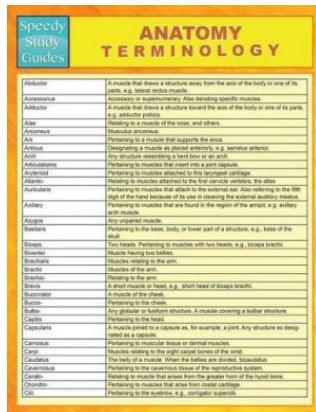 Speedy
Study
Guides
ANATOMY
TERMINOLOGY
Abductor A muscle that draws a structure away from the axis of the body or one of its
parts, e.g. lateral rectus muscle.
Accessorius Accessory or supernumerary. Also denoting specific muscles.
Adductor A muscle that draws a structure toward the axis of the body or one of its parts,
e.g. adductor pollicis.
Alae Relating to a muscle of the nose, and others.
Anconeus Musculus anconeus.
Ani Pertaining to a muscle that supports the anus.
Anticus Designating a muscle as placed anteriorly, e.g. serratus anterior.
Arch Any structure resembling a bent bow or an arch.
Articulationis Pertaining to muscles that insert into a joint capsule.
Arytenoid Pertaining to muscles attached to this laryngeal cartilage.
Atlanto- Relating to muscles attached to the first cervicle vertebra, the atlas.
Auricularis Pertaining to muscles that attach to the external ear. Also referring to the fifth
digit of the hand because of its use in cleaning the external auditory meatus.
Axillary Pertaining to muscles that are found in the region of the armpit, e.g. axillary
arch muscle.
Azygos Any unpaired muscle.
Basilaris Pertaining to the base, body, or lower part of a structure, e.g., base of the
skull.
Biceps Two heads. Pertaining to muscles with two heads, e.g., biceps brachii.
Biventer Muscle having two bellies.
Brachialis Muscles relating to the arm.
Brachii Muscles of the arm.
Brachio- Relating to the arm.
Brevis A short muscle or head, e.g., short head of biceps brachii.
Buccinator A muscle of the cheek.
Bucco- Pertaining to the cheek.
Bulbo- Any globular or fusiform structure. A muscle covering a bulbar structure
Capitis Pertaining to the head.
Capsularis A muscle joined to a capsule as, for example, a joint. Any structure so desig-
nated as a capsule.
Carnosus Pertaining to muscular tissue or dermal muscles.
Carpi Muscles relating to the eight carpal bones of the wrist.
Caudatus The belly of a muscle. When the bellies are divided, bicaudatus.
Cavernosus Pertaining to the cavernous tissue of the reproductive system.
Cerato- Relating to muscle that arises from the greater horn of the hyoid bone.
Chondro- Pertaining to muscles that arise from costal cartilage.
Cilli Pertaining to the eyebrow, e.g., corrigator supercilli.